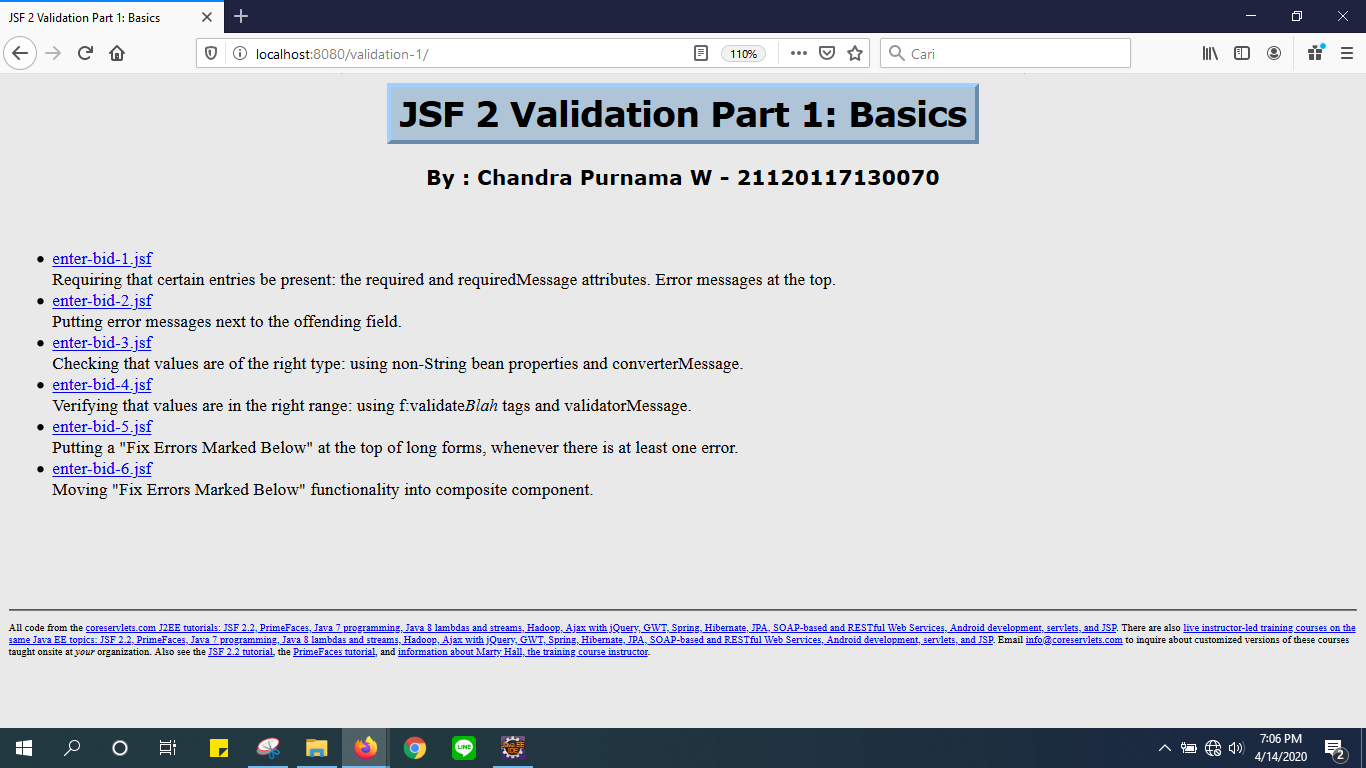 JSF 2 Validation Part 1: Basics
localhost:8080/validation-1/
110%
Cari
JSF 2 Validation Part 1: Basics
By : Chandra Purnama W - 21120117130070
enter-bid-1.jsf
Requiring that certain entries be present: the required and requiredMessage attributes. Error messages at the top.
enter-bid-2.jsf
Putting error messages next to the offending field.
enter-bid-3.jsf
Checking that values are of the right type: using non-String bean properties and converterMessage.
enter-bid-4.jsf
Verifying that values are in the right range: using f:validateBlah tags and validatorMessage.
enter-bid-5.jsf
Putting a "Fix Errors Marked Below" at the top of long forms, whenever there is at least one error.
enter-bid-6.jsf
Moving "Fix Errors Marked Below" functionality into composite component.
All code from the coreservlets.com J2EE tutorials: JSF 2.2, PrimeFaces, Java 7 programming, Java 8 lambdas and streams, Hadoop, Ajax with jQuery, GWT, Spring, Hibernate, JPA, SOAP-based and RESTful Web Services, Android development, servlets, and JSP. There are also live instructor-led training courses on the
same Java EE topics: JSF 2.2, PrimeFaces, Java 7 programming, Java 8 lambdas and streams, Hadoop, Ajax with jQuery, GWT, Spring, Hibernate, JPA, SOAP-based and RESTful Web Services, Android development, servlets, and JSP. Email info@coreservlets.com to inquire about customized versions of these courses
taught onsite at your organization. Also see the JSF 2.2 tutorial, the PrimeFaces tutorial, and information about Marty Hall, the training course instructor.
LINE
Java EE
IDE
7:06 PM
4/14/2020
2